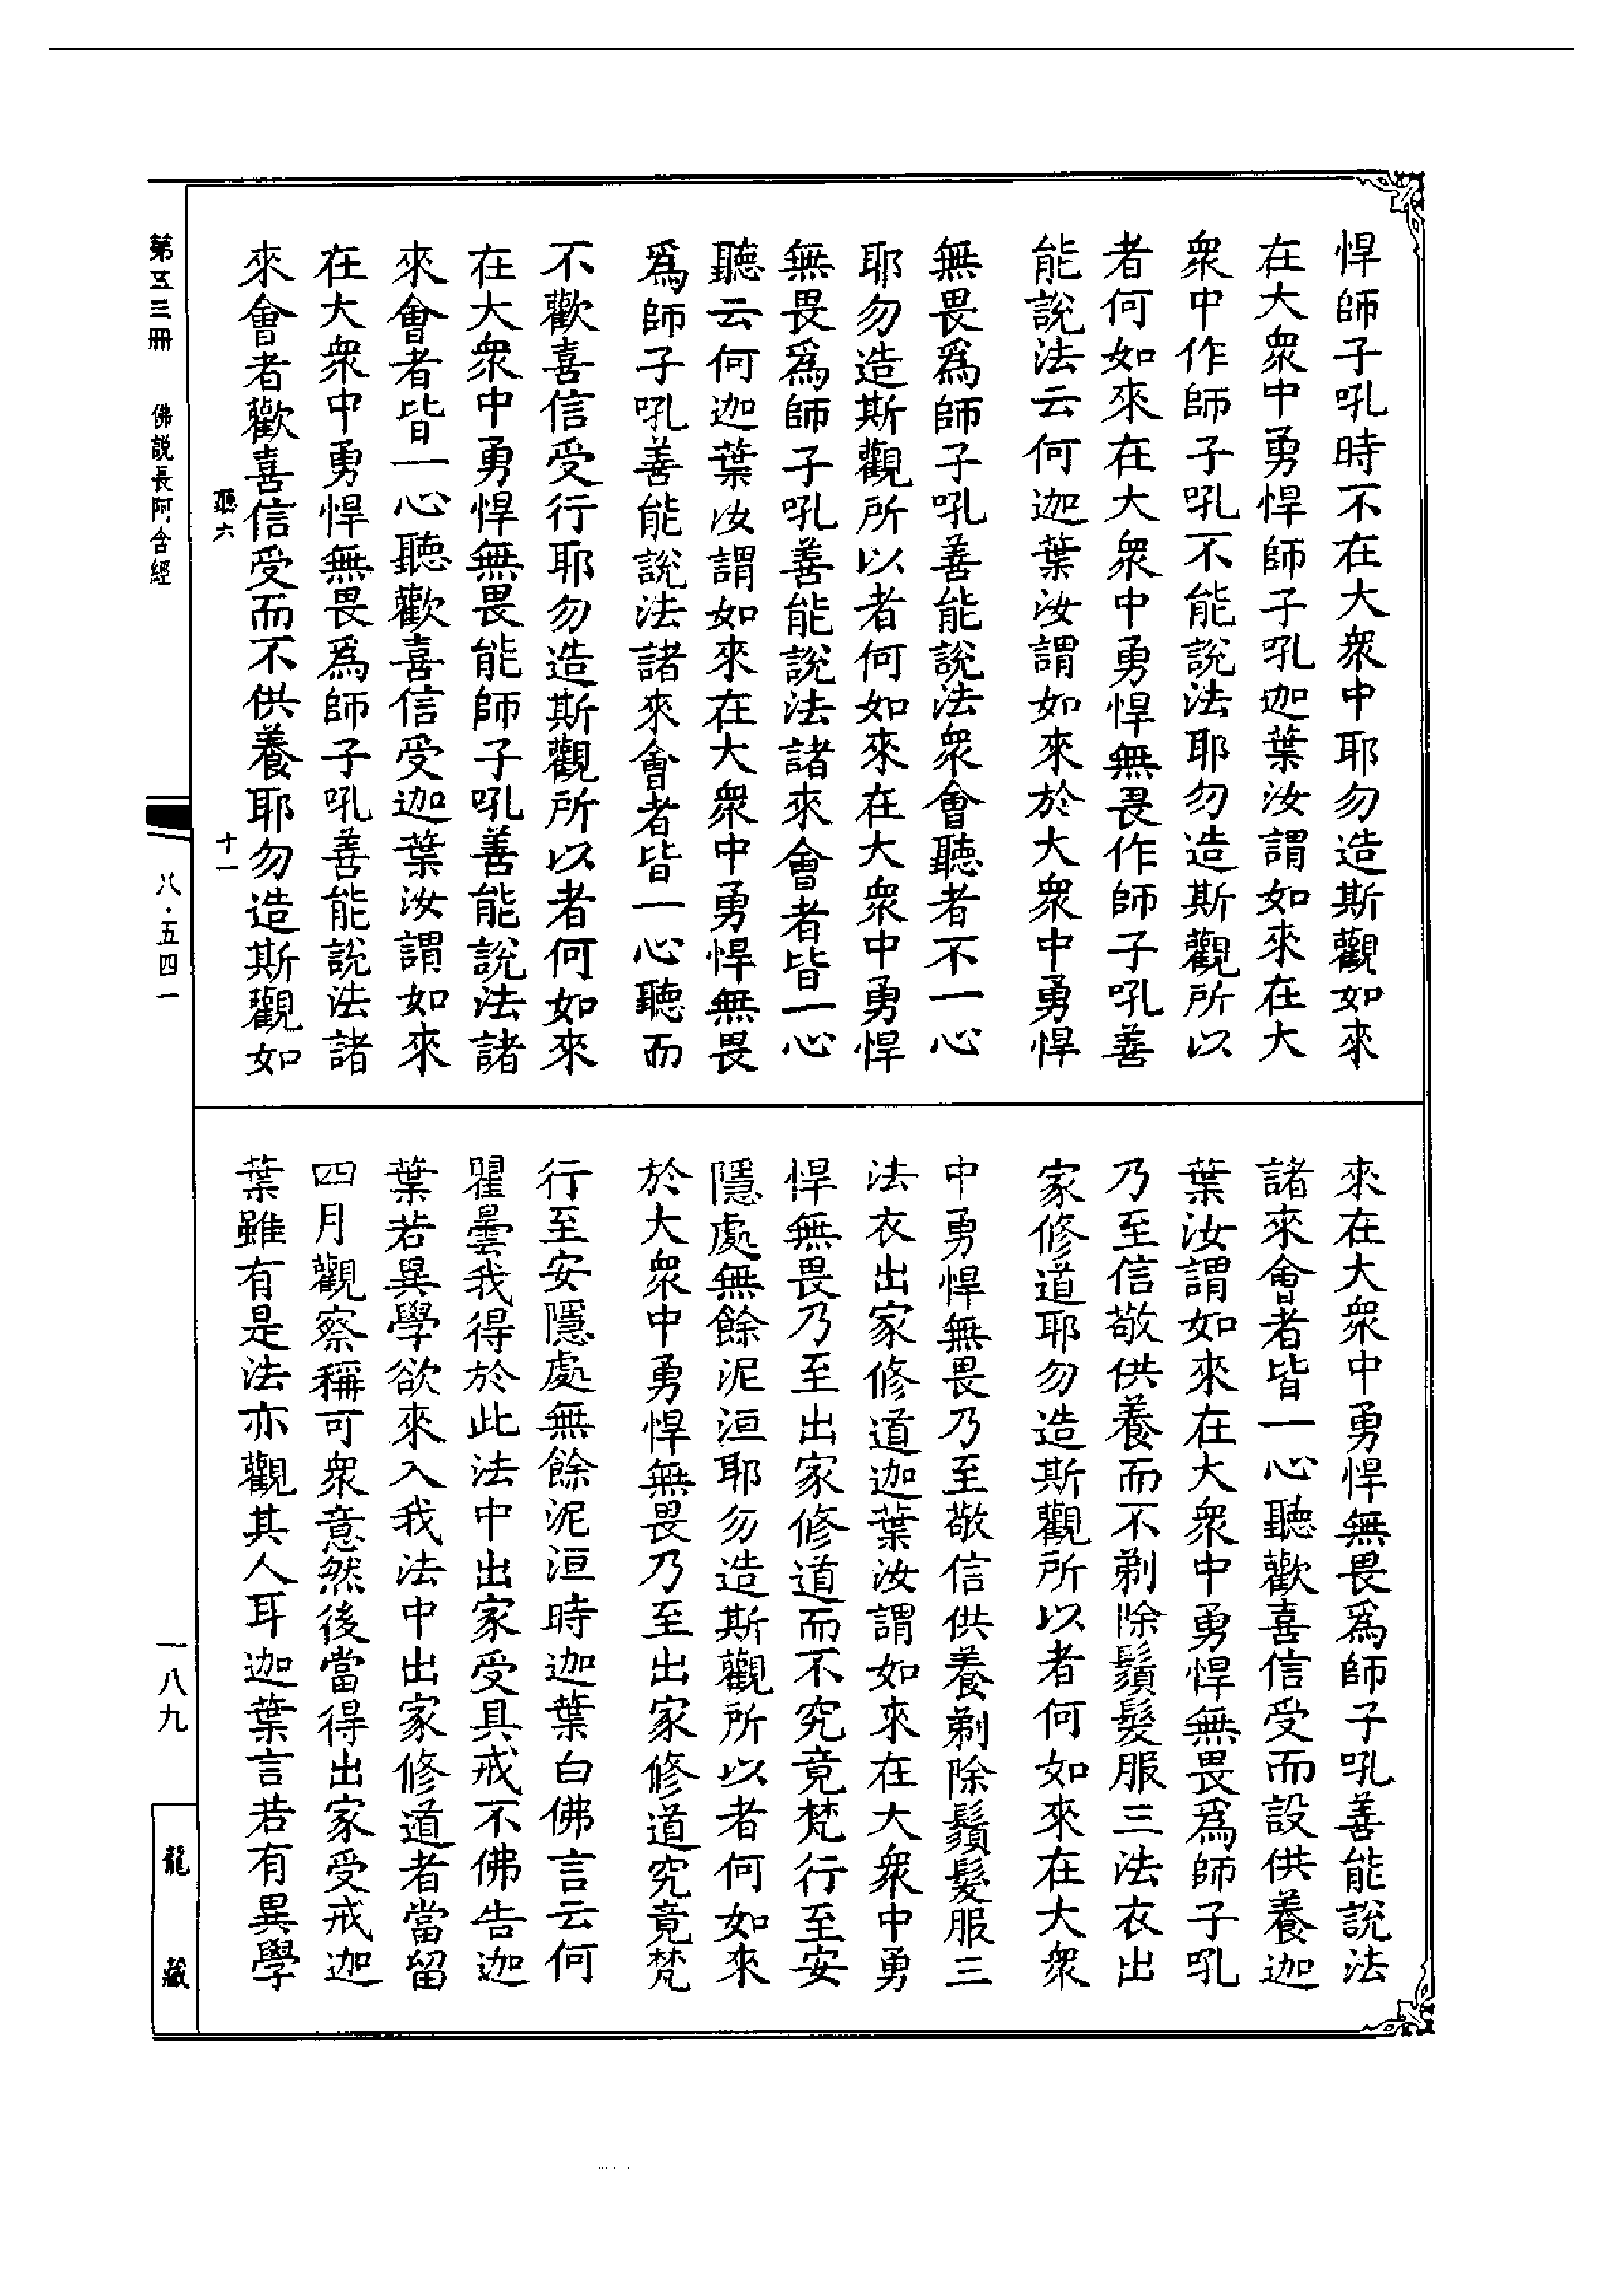 悍師子吼時不在大衆中耶勿造斯觀如來
在大衆中勇悍師子吼迦葉汝謂如來在大
衆中作師子吼不能說法耶勿造斯觀所以
者何如來在大衆中勇悍無畏作師子吼善
能說法云何迦葉汝謂如來於大衆中勇悍
無畏爲師子吼善能說法衆會聽者不一心
耶勿造斯觀所以者何如來在大衆中勇悍
無畏爲師子吼善能說法諸來會者皆一心
聽云何迦葉汝謂如來在大衆中勇悍無畏
爲師子吼善能說法諸來會者皆一心聽而
不歡喜信受行耶勿造斯觀所以者何如來
在大衆中勇悍無畏能師子吼善能說法諸
來會者皆一心聽歡喜信受迦葉汝謂如來
在大衆中勇悍無畏爲師子吼善能說法諸
來會者歡喜信受而不供養耶勿造斯觀如
聽六
十一
來在大衆中勇悍無畏爲師子吼善能說法
諸來會者皆一心聽歡喜信受而設供養迦
葉汝謂如來在大衆中勇悍無畏爲師子吼
乃至信敬供養而不剃除鬚髮服三法衣出
家修道耶勿造斯觀所以者何如來在大衆
中勇悍無畏乃至敬信供養剃除鬚髮服三
法衣出家修道迦葉汝謂如來在大衆中勇
悍無畏乃至出家修道而不究竟梵行至安
隱處無餘泥洹耶勿造斯觀所以者何如來
於大衆中勇悍無畏乃至出家修道究竟梵
行至安隱處無餘泥洹時迦葉白佛言云何
瞿曇我得於此法中出家受具戒不佛告迦
葉若異學欲來入我法中出家修道者當留
四月觀察稱可衆意然後當得出家受戒迦
葉雖有是法亦觀其人耳迦葉言若有異學
第五三冊 佛說長阿含經
八·五四一
一八九
龍藏